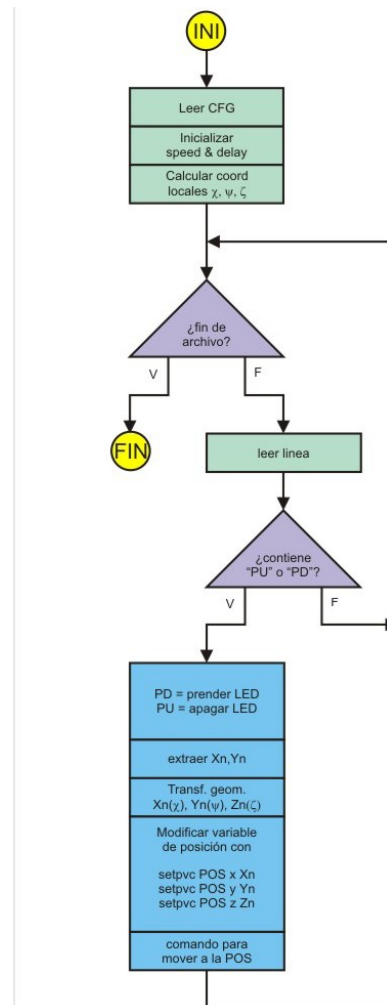 INI
Leer CFG
Inicializar
speed & delay
Calcular coord
locales χ, ψ, ζ
¿fin de
archivo?
V
F
FIN
leer linea
¿contiene
"PU" o "PD"?
V
F
PD = prender LED
PU = apagar LED
extraer Xn,Yn
Transf. geom.
Xn(χ), Yn(ψ), Zn(ζ)
Modificar variable
de posición con
setpvc POS x Xn
setpvc POS y Yn
setpvc POS z Zn
comando para
mover a la POS